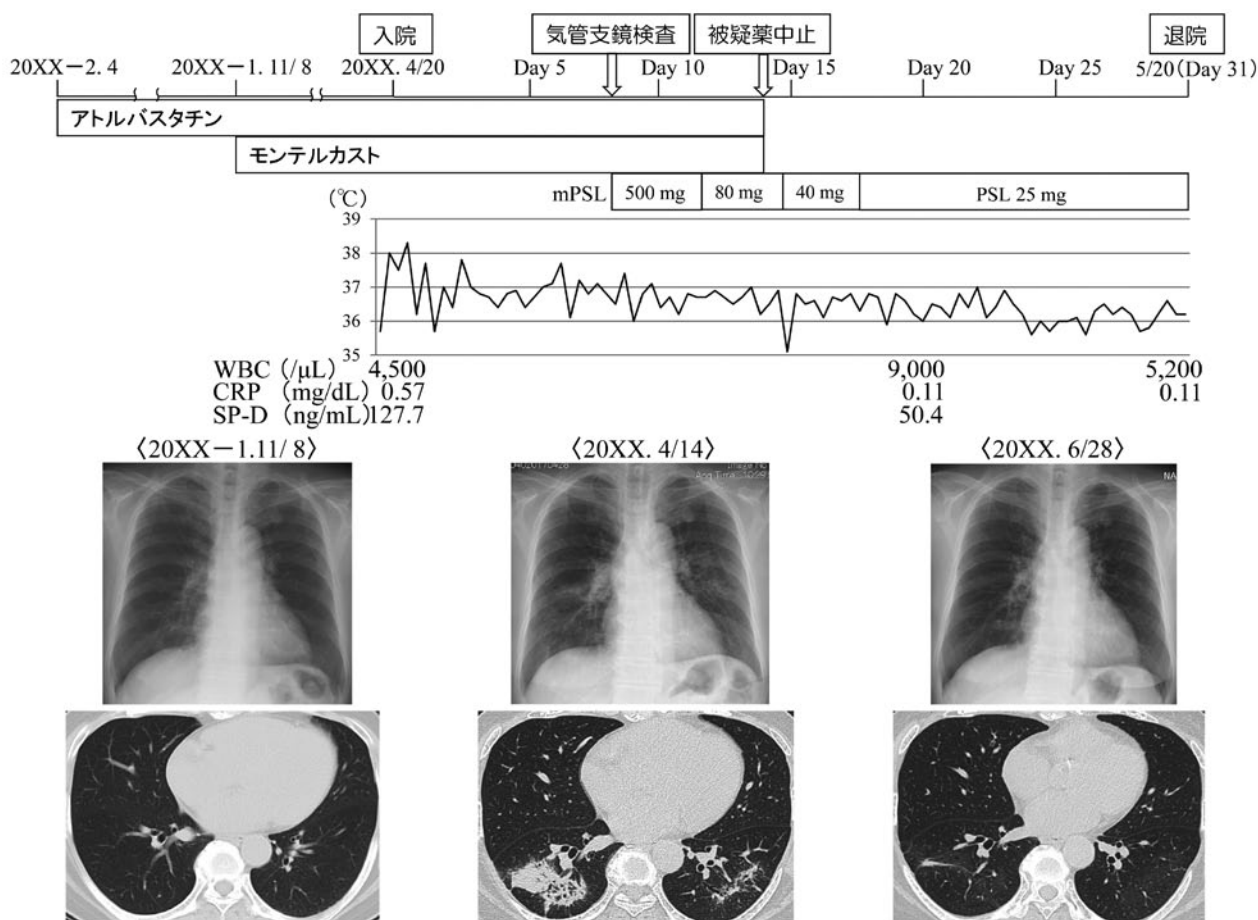 入院 気管支鏡検査 被疑薬中止 退院
20XX－2. 4 20XX－1. 11/ 8 20XX. 4/20 Day 5 Day 10 Day 15 Day 20 Day 25 5/20 (Day 31)
アトルバスタチン
モンテルカスト
mPSL 500 mg 80 mg 40 mg PSL 25 mg
(℃)
39
38
37
36
35
WBC (/μL) 4,500 9,000 5,200
CRP (mg/dL) 0.57 0.11 0.11
SP-D (ng/mL) 127.7 50.4
〈20XX－1.11/ 8〉 〈20XX. 4/14〉 〈20XX. 6/28〉
NA